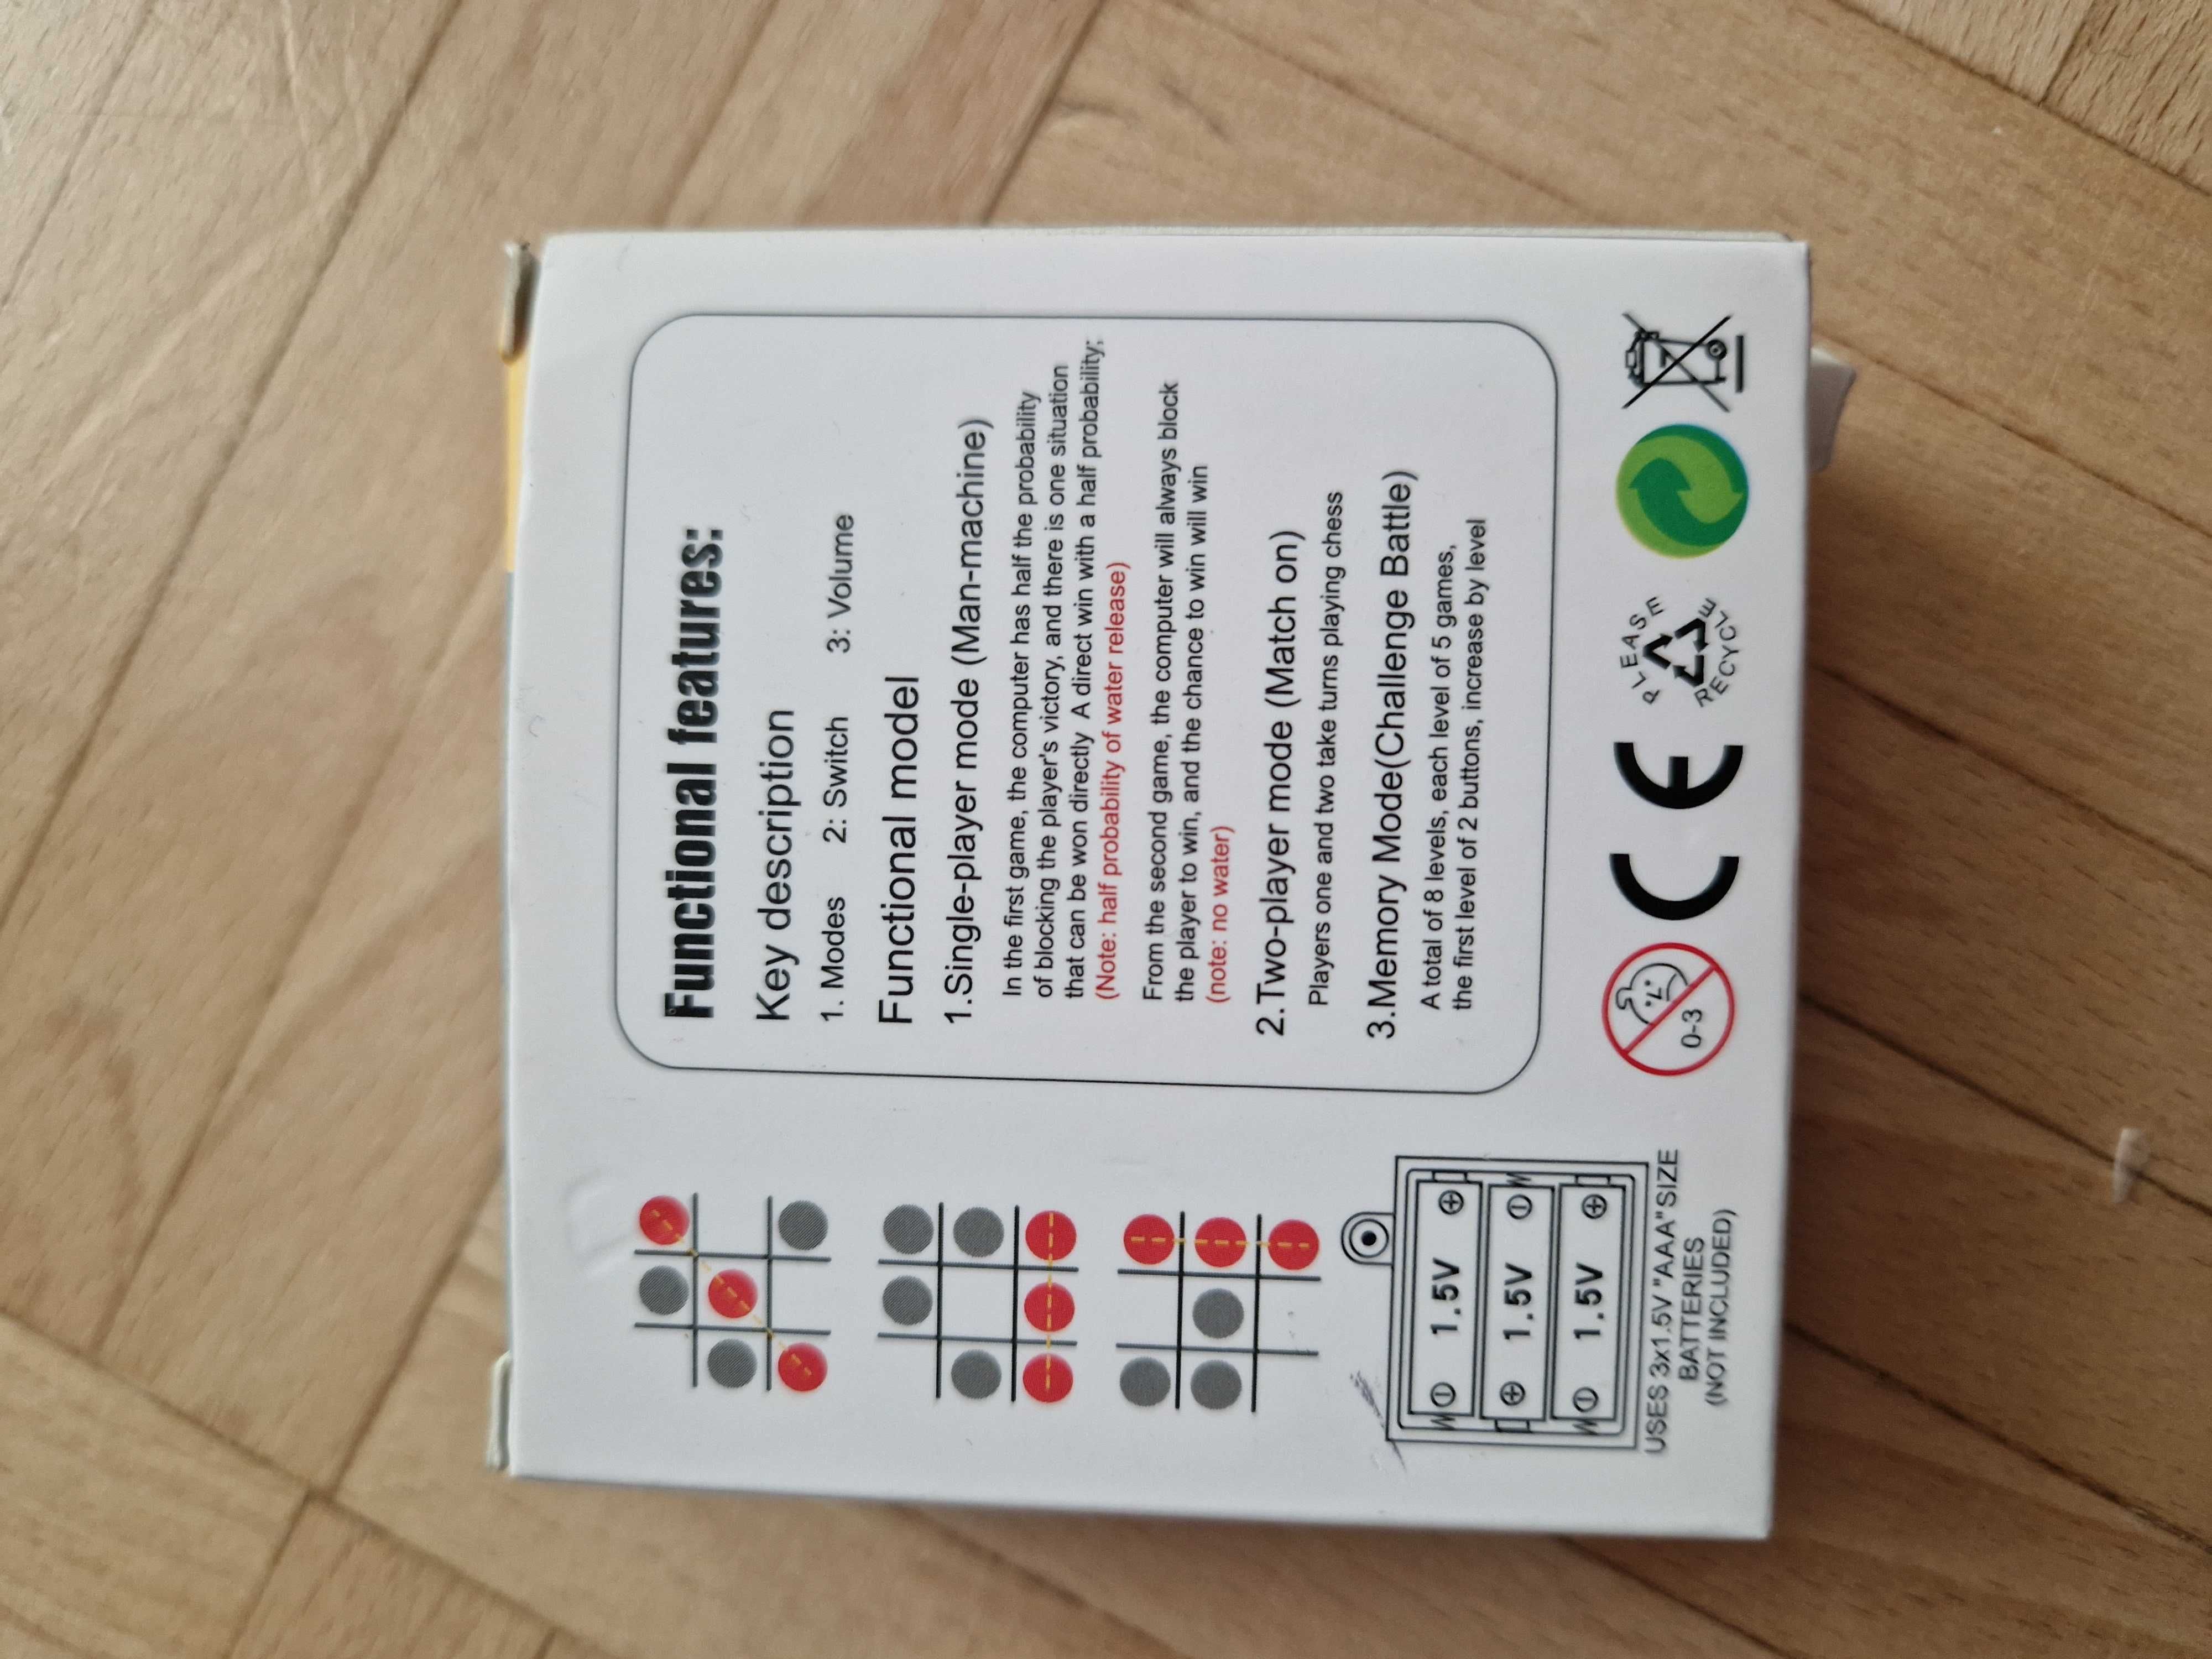 Functional features:
Key description
1. Modes 2: Switch 3: Volume
Functional model
1.Single-player mode (Man-machine)
In the first game, the computer has half the probability
of blocking the player's victory, and there is one situation
that can be won directly A direct win with a half probability;
(Note: half probability of water release)
From the second game, the computer will always block
the player to win, and the chance to win will win
(note: no water)
2.Two-player mode (Match on)
Players one and two take turns playing chess
3.Memory Mode(Challenge Battle)
A total of 8 levels, each level of 5 games,
the first level of 2 buttons, increase by level
1.5V
1.5V
1.5V
USES 3x1.5V "AAA"SIZE
BATTERIES
(NOT INCLUDED)
0-3
CE
PLEASE
RECYCLE